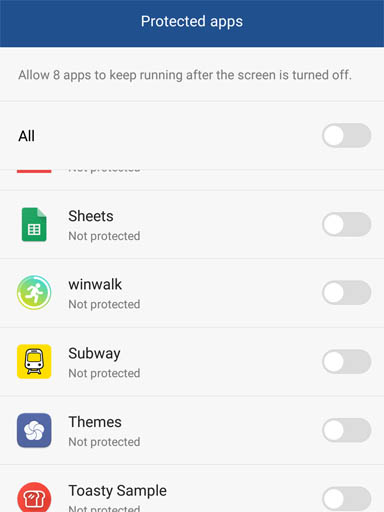 Protected apps
Allow 8 apps to keep running after the screen is turned off.
All
Not protected
Sheets
Not protected
winwalk
Not protected
Subway
Not protected
Themes
Not protected
Toasty Sample
Not protected